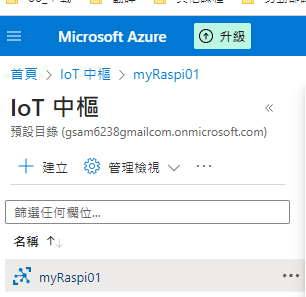 Microsoft Azure
升級
首頁 > IoT 中樞 > myRaspi01
IoT 中樞
預設目錄 (gsam6238gmailcom.onmicrosoft.com)
建立 管理檢視
篩選任何欄位...
名稱
myRaspi01